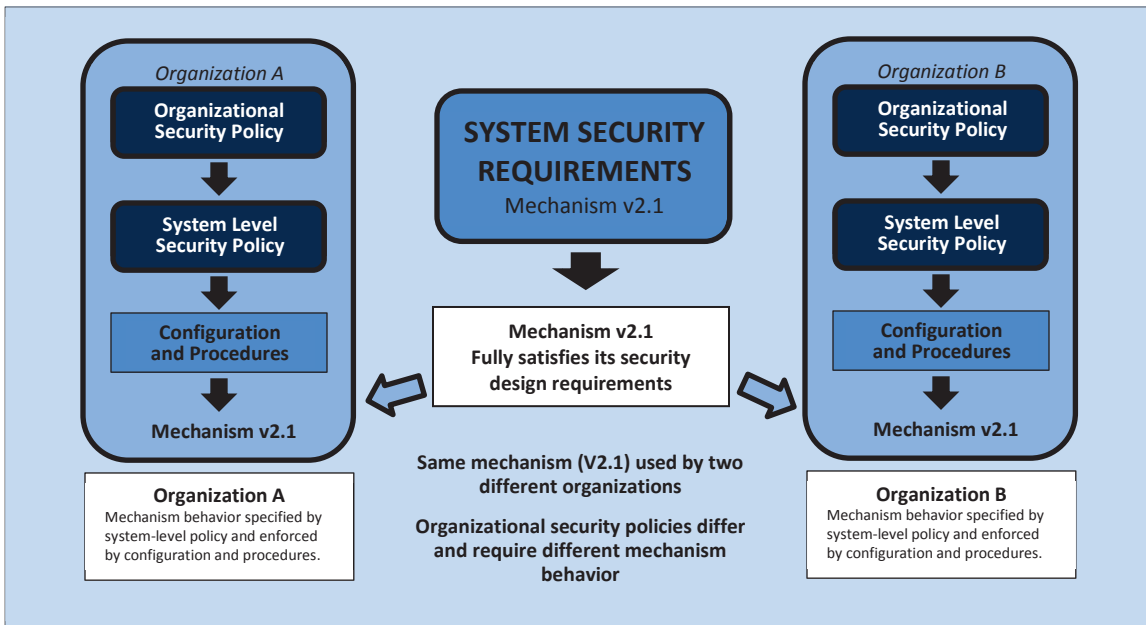 Organization A
Organizational
Security Policy
System Level
Security Policy
Configuration
and Procedures
Mechanism v2.1
Organization A
Mechanism behavior specified by
system-level policy and enforced
by configuration and procedures.
SYSTEM SECURITY
REQUIREMENTS
Mechanism v2.1
Mechanism v2.1
Fully satisfies its security
design requirements
Same mechanism (V2.1) used by two
different organizations
Organizational security policies differ
and require different mechanism
behavior
Organization B
Organizational
Security Policy
System Level
Security Policy
Configuration
and Procedures
Mechanism v2.1
Organization B
Mechanism behavior specified by
system-level policy and enforced
by configuration and procedures.